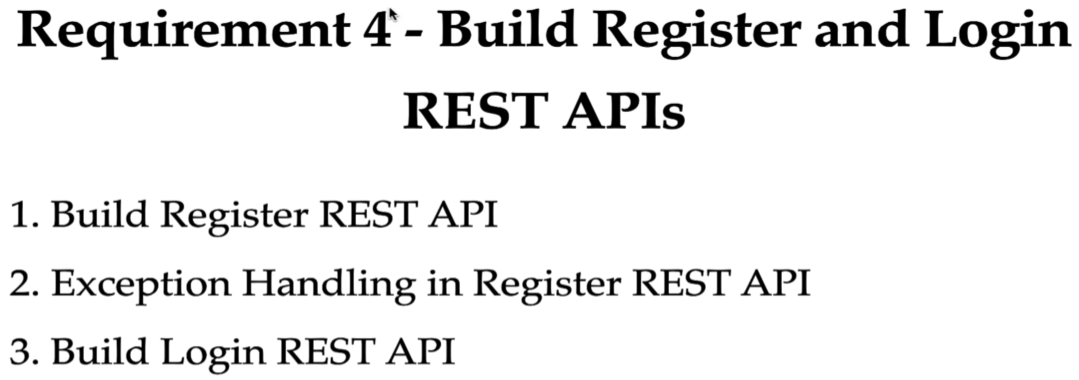 Requirement 4 - Build Register and Login
REST APIs
1. Build Register REST API
2. Exception Handling in Register REST API
3. Build Login REST API